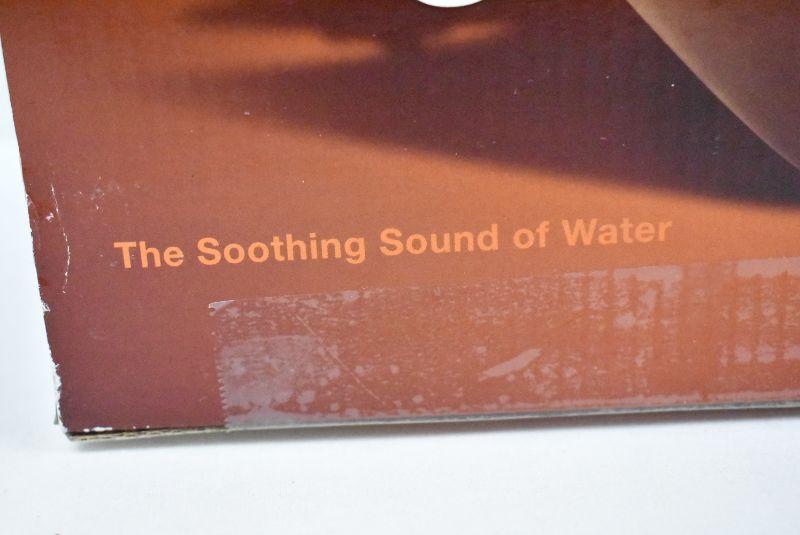 The Soothing Sound of Water